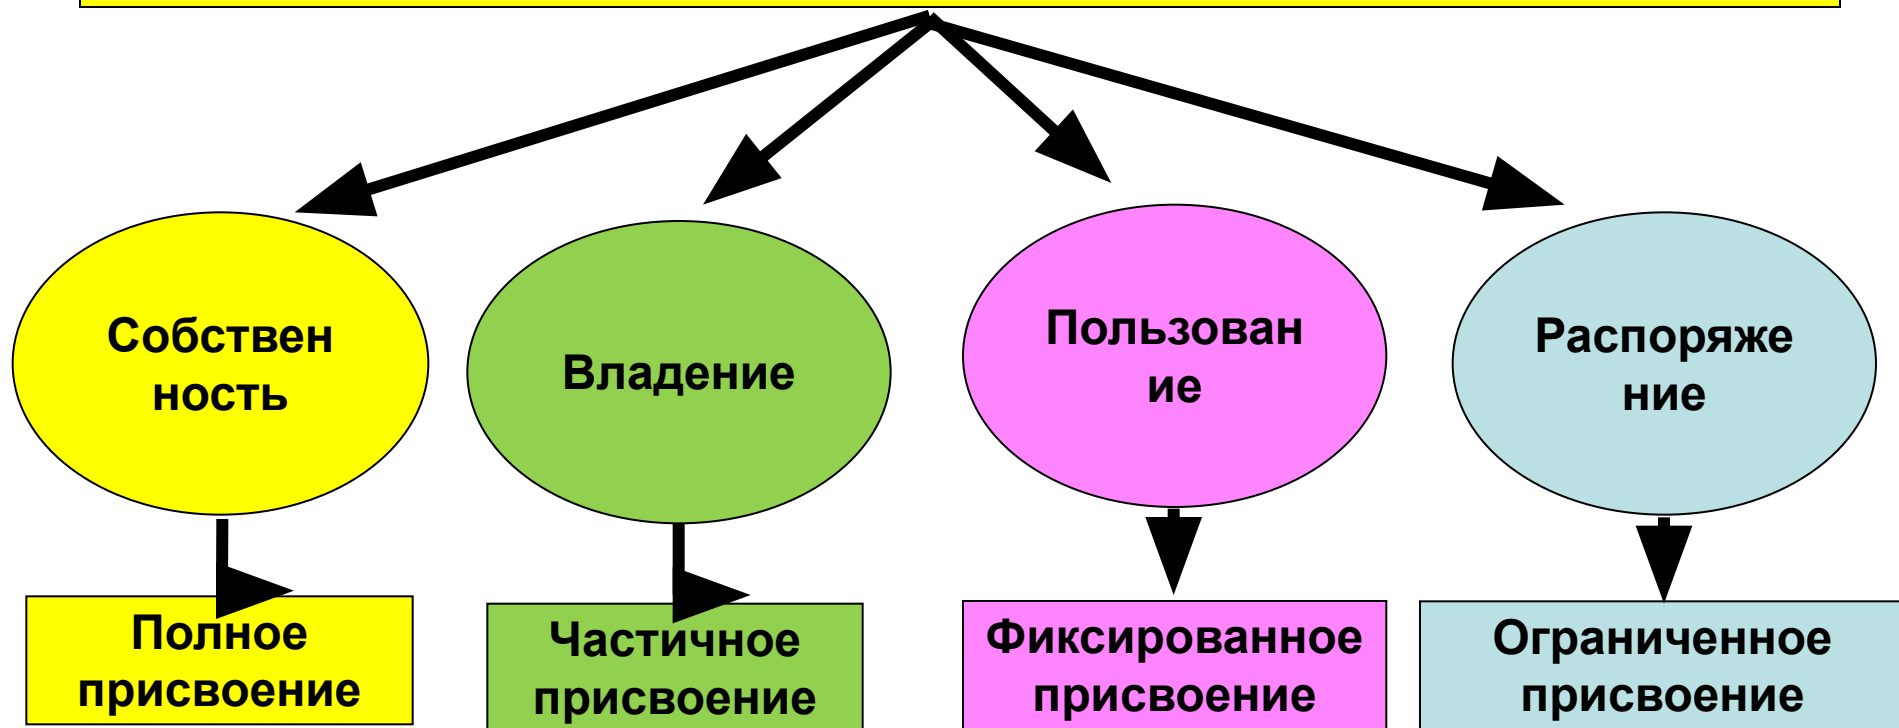 Собствен
ность
Владение
Пользован
ие
Распоряже
ние
Полное
присвоение
Частичное
присвоение
Фиксированное
присвоение
Ограниченное
присвоение